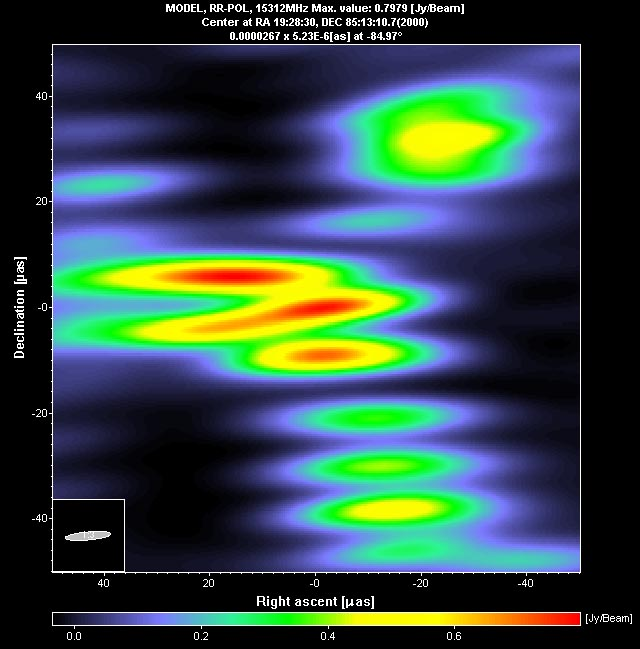 MODEL, RR-POL, 15312MHz Max. value: 0.7979 [Jy/Beam]
Center at RA 19:28:30, DEC 85:13:10.7(2000)
0.0000267 x 5.23E-6[as] at -84.97°
Declination [µas]
40
20
-0
-20
-40
40 20 -0 -20 -40
Right ascent [µas]
[Jy/Beam]
0.0 0.2 0.4 0.6